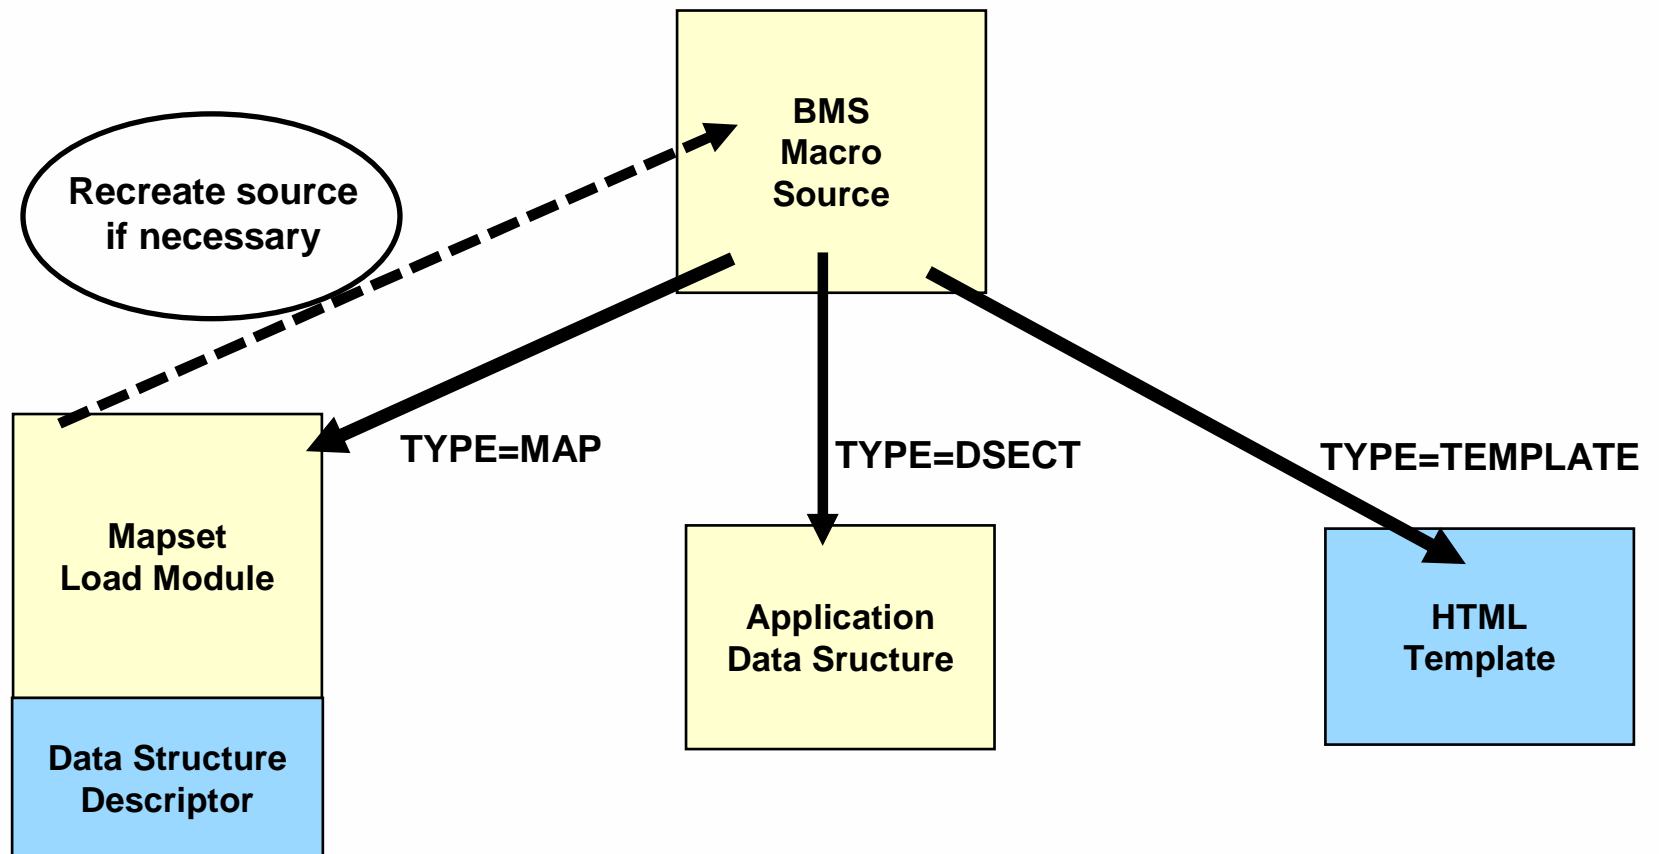 BMS
Macro
Source
Recreate source
if necessary
TYPE=MAP
TYPE=DSECT
TYPE=TEMPLATE
Mapset
Load Module
Application
Data Sructure
HTML
Template
Data Structure
Descriptor